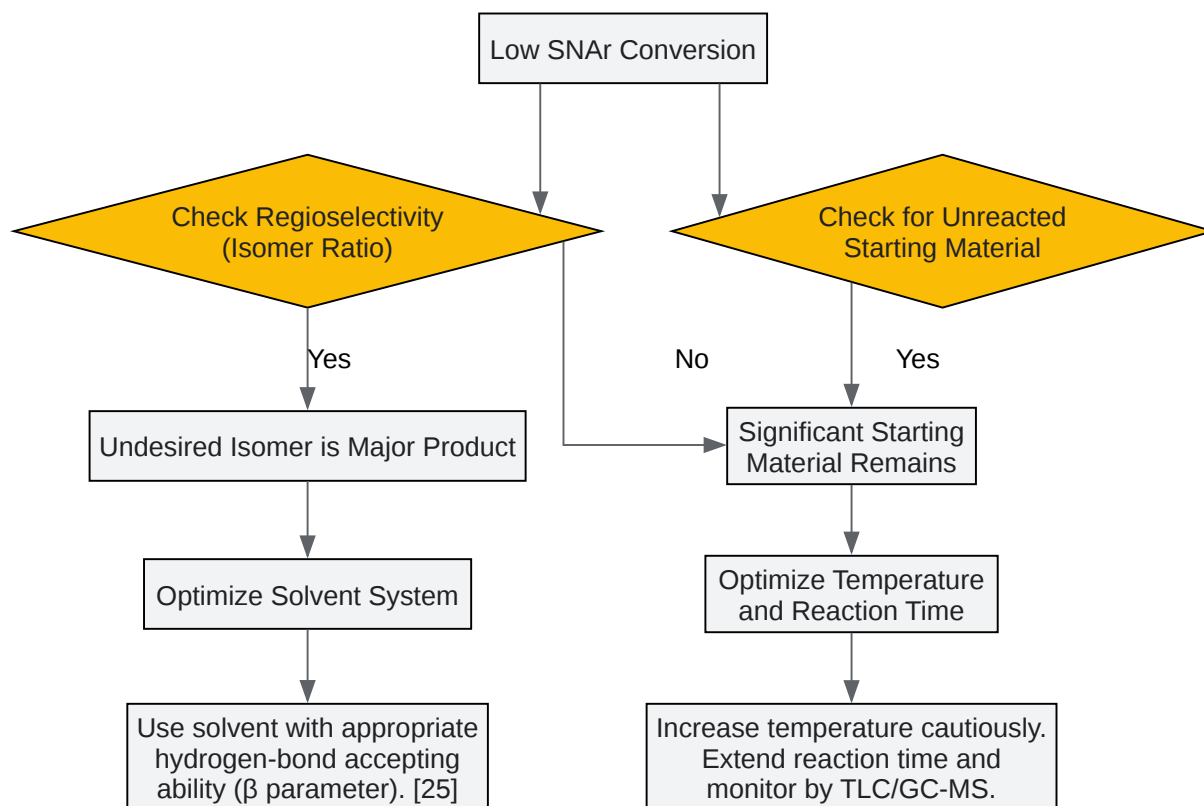 Low SNAr Conversion
Check Regioselectivity
(Isomer Ratio)
Check for Unreacted
Starting Material
Yes
No
Yes
Undesired Isomer is Major Product
Significant Starting
Material Remains
Optimize Solvent System
Optimize Temperature
and Reaction Time
Use solvent with appropriate
hydrogen-bond accepting
ability (β parameter). [25]
Increase temperature cautiously.
Extend reaction time and
monitor by TLC/GC-MS.